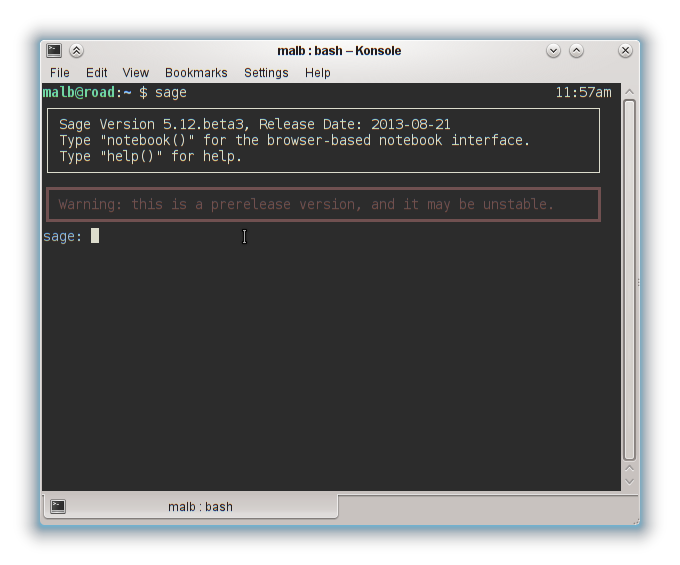 malb : bash – Konsole
File Edit View Bookmarks Settings Help
malb@road:~ $ sage 11:57am
Sage Version 5.12.beta3, Release Date: 2013-08-21
Type "notebook()" for the browser-based notebook interface.
Type "help()" for help.
Warning: this is a prerelease version, and it may be unstable.
sage:
malb : bash